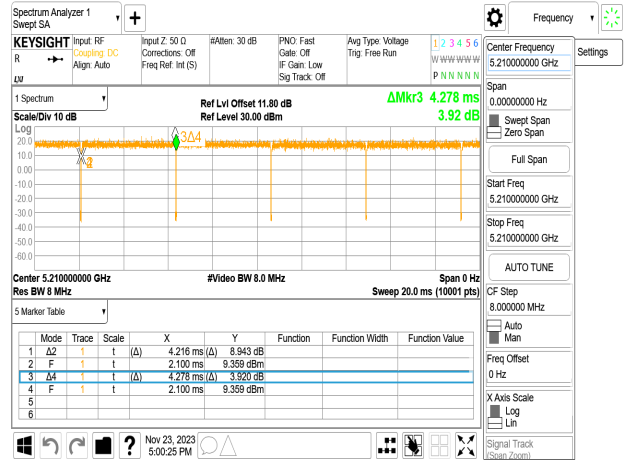 Spectrum Analyzer 1
Swept SA
Frequency
KEYSIGHT
R
Input: RF
Coupling: DC
Align: Auto
Input Z: 50 Ω
Corrections: Off
Freq Ref: Int (S)
#Atten: 30 dB
PNO: Fast
Gate: Off
IF Gain: Low
Sig Track: Off
Avg Type: Voltage
Trig: Free Run
1 2 3 4 5 6
W W W W W W
P N N N N N
1 Spectrum
Scale/Div 10 dB
Ref Lvl Offset 11.80 dB
Ref Level 30.00 dBm
ΔMkr3 4.278 ms
3.92 dB
Log
20.0
10.0
0.00
-10.0
-20.0
-30.0
-40.0
-50.0
-60.0
3Δ4
2
Center 5.210000000 GHz
Res BW 8 MHz
#Video BW 8.0 MHz
Span 0 Hz
Sweep 20.0 ms (10001 pts)
5 Marker Table
Mode Trace Scale X Y Function Function Width Function Value
1 Δ2 1 t (Δ) 4.216 ms (Δ) 8.943 dB
2 F 1 t 2.100 ms 9.359 dBm
3 Δ4 1 t (Δ) 4.278 ms (Δ) 3.920 dB
4 F 1 t 2.100 ms 9.359 dBm
5
6
?
Nov 23, 2023
5:00:25 PM
Center Frequency
5.210000000 GHz
Settings
Span
0.00000000 Hz
Swept Span
Zero Span
Full Span
Start Freq
5.210000000 GHz
Stop Freq
5.210000000 GHz
AUTO TUNE
CF Step
8.000000 MHz
Auto
Man
Freq Offset
0 Hz
X Axis Scale
Log
Lin
Signal Track
(Span Zoom)